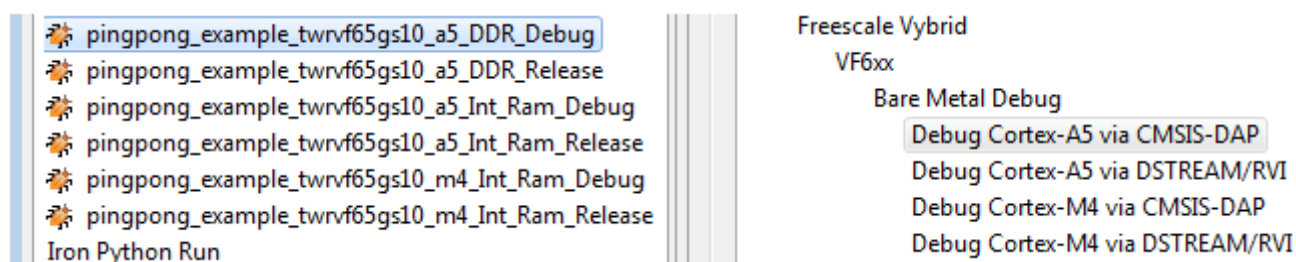 pingpong_example_twrvf65gs10_a5_DDR_Debug
pingpong_example_twrvf65gs10_a5_DDR_Release
pingpong_example_twrvf65gs10_a5_Int_Ram_Debug
pingpong_example_twrvf65gs10_a5_Int_Ram_Release
pingpong_example_twrvf65gs10_m4_Int_Ram_Debug
pingpong_example_twrvf65gs10_m4_Int_Ram_Release
Iron Python Run
Freescale Vybrid
VF6xx
Bare Metal Debug
Debug Cortex-A5 via CMSIS-DAP
Debug Cortex-A5 via DSTREAM/RVI
Debug Cortex-M4 via CMSIS-DAP
Debug Cortex-M4 via DSTREAM/RVI